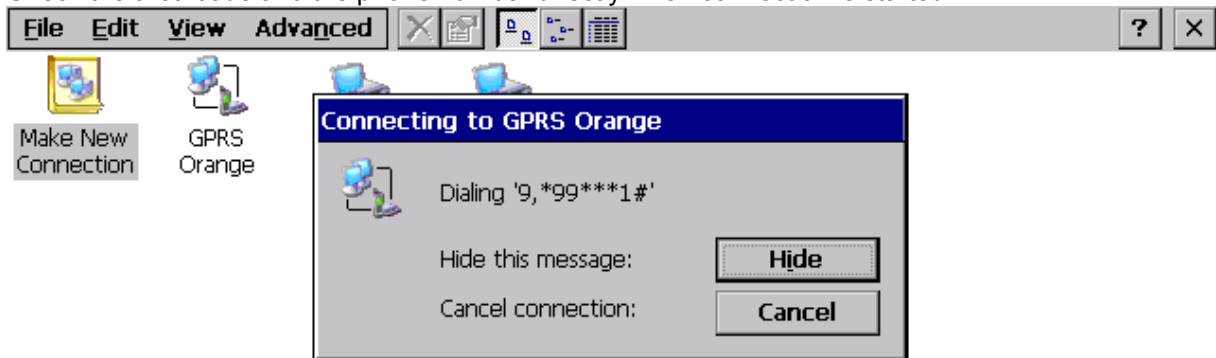 File Edit View Advanced ? ×
Make New
Connection
GPRS
Orange
Connecting to GPRS Orange
Dialing '9,*99***1#'
Hide this message: Hide
Cancel connection: Cancel